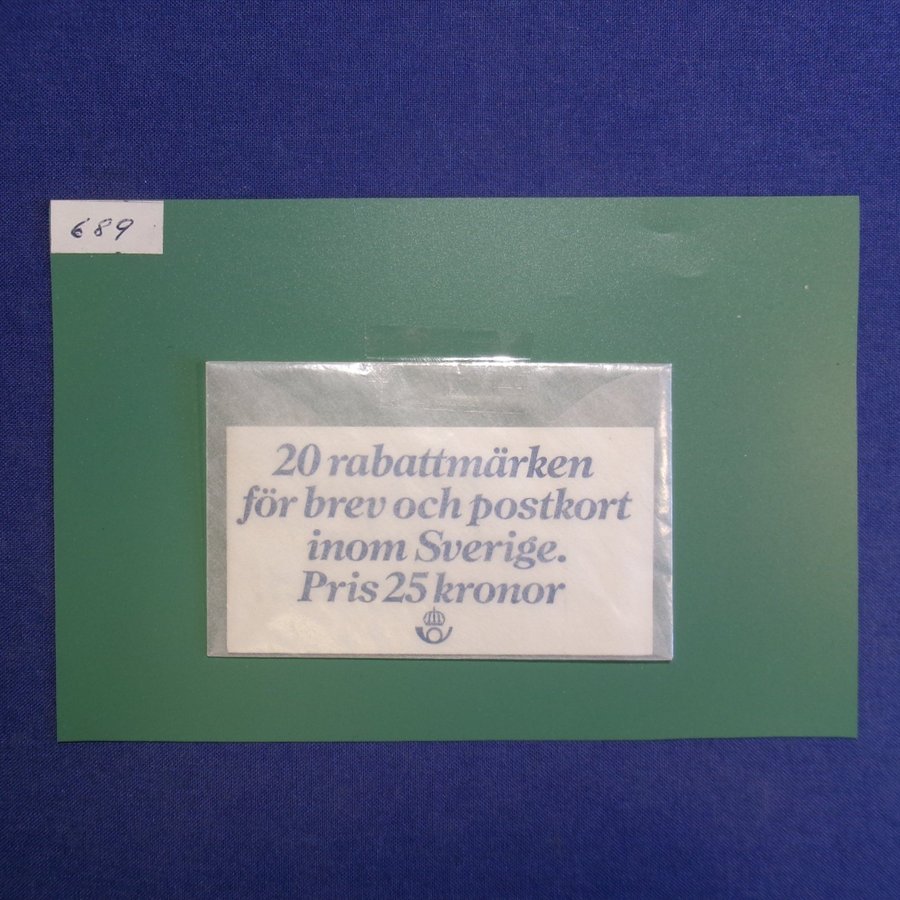 689
20 rabattmärken
för brev och postkort
inom Sverige.
Pris 25 kronor